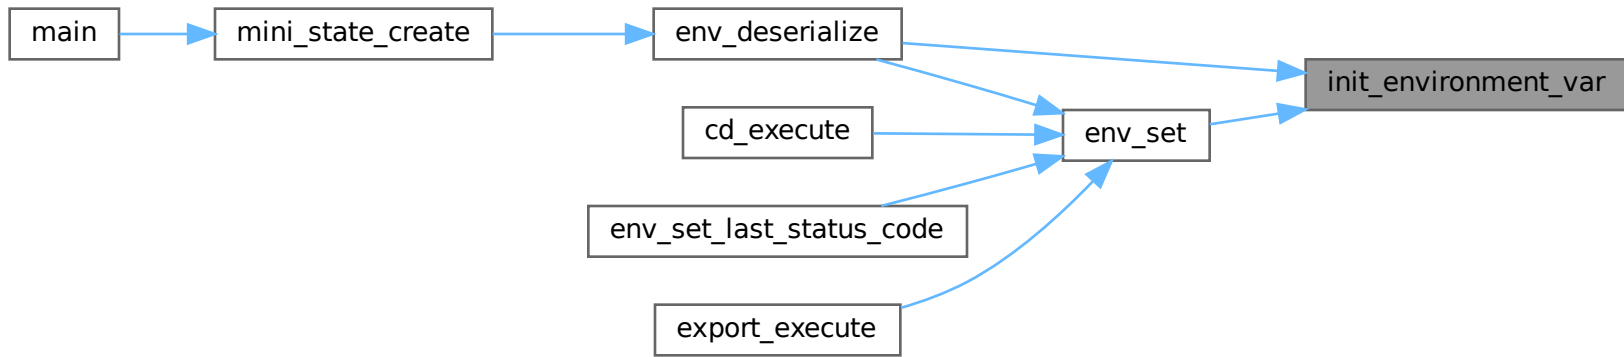 main
mini_state_create
env_deserialize
init_environment_var
cd_execute
env_set
env_set_last_status_code
export_execute